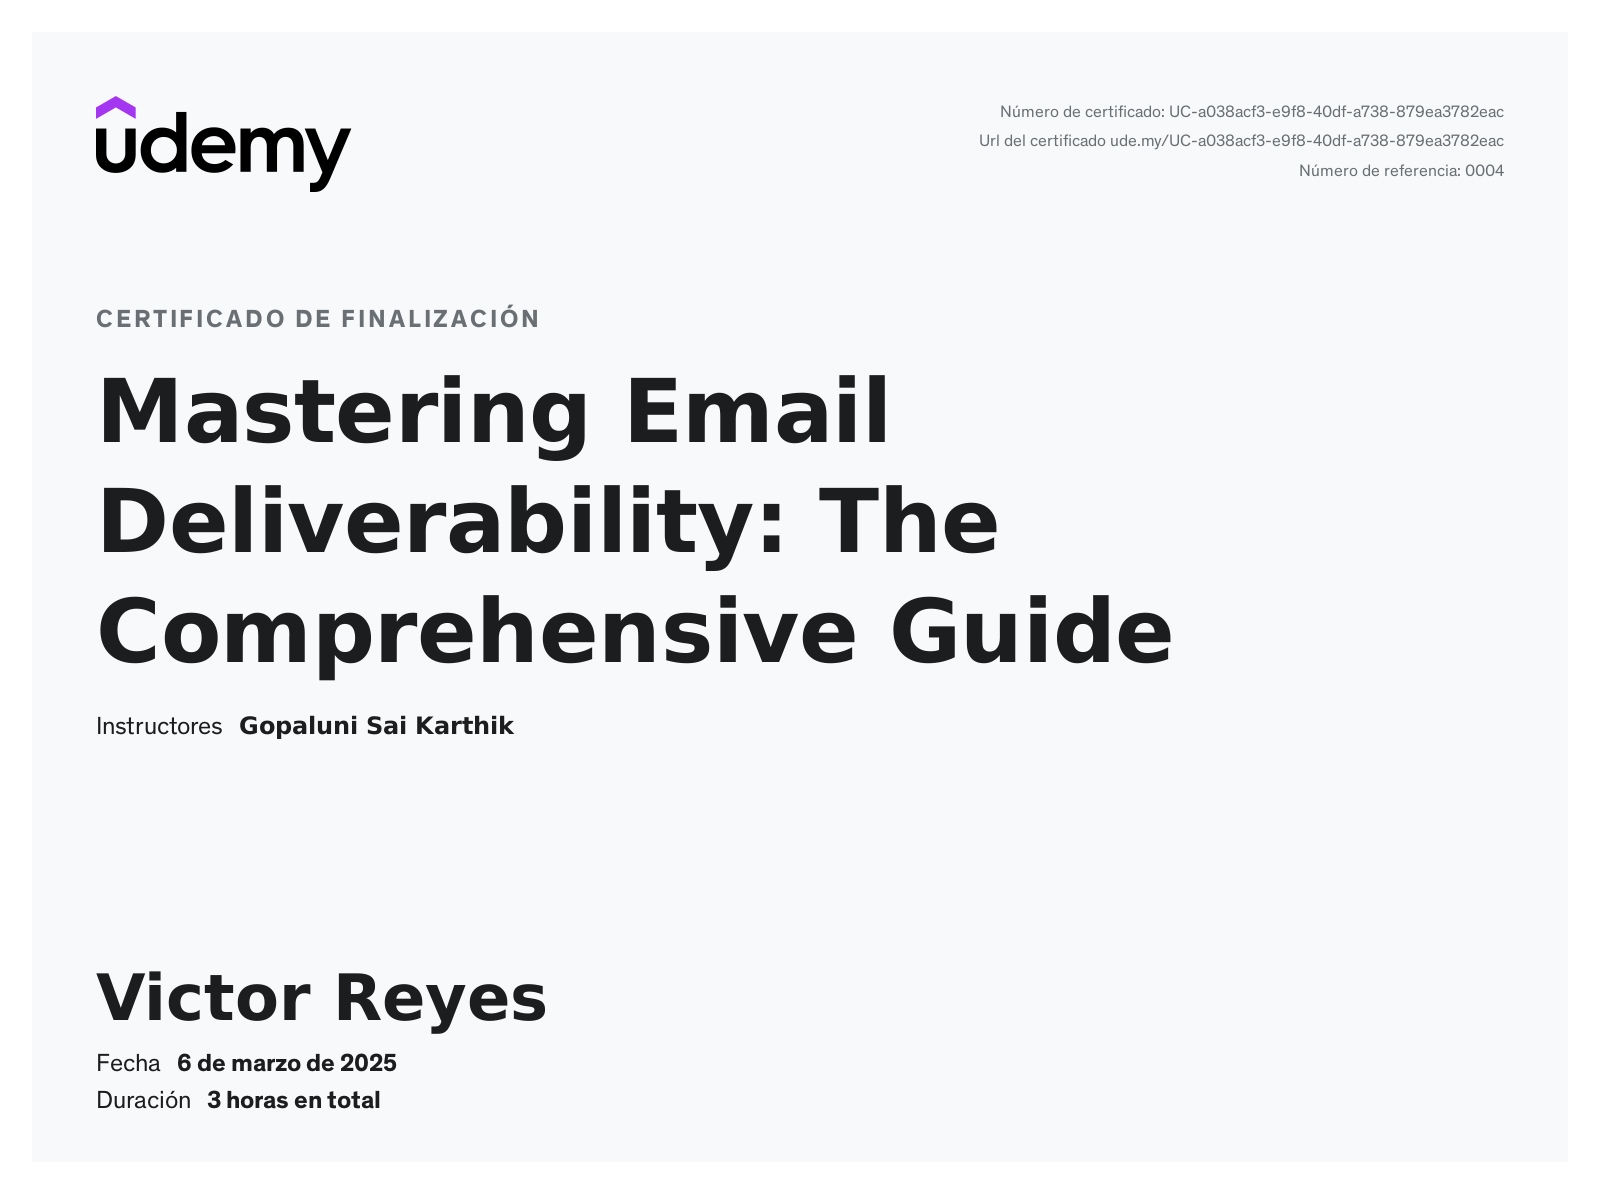 udemy
Número de certificado: UC-a038acf3-e9f8-40df-a738-879ea3782eac
Url del certificado ude.my/UC-a038acf3-e9f8-40df-a738-879ea3782eac
Número de referencia: 0004
CERTIFICADO DE FINALIZACIÓN
Mastering Email
Deliverability: The
Comprehensive Guide
Instructores Gopaluni Sai Karthik
Victor Reyes
Fecha 6 de marzo de 2025
Duración 3 horas en total